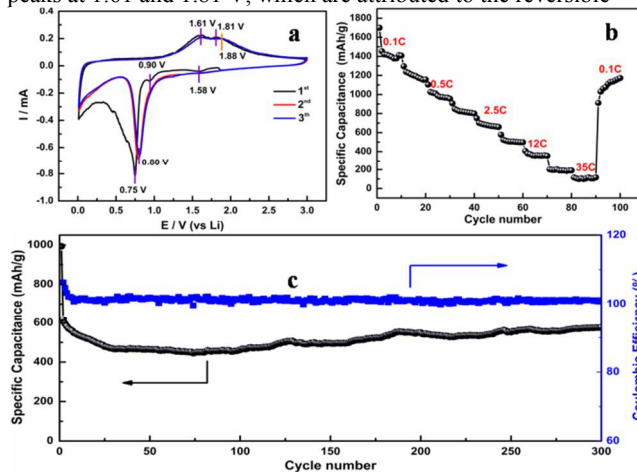 peaks at 1.61 and 1.81 V, which are attributed to the reversible
a
1.61 V
1.81 V
1.88 V
0.90 V
1.58 V
0.80 V
0.75 V
1st
2nd
3th
0.4
0.2
0.0
-0.2
-0.4
-0.6
-0.8
I / mA
0.0 0.5 1.0 1.5 2.0 2.5 3.0
E / V (vs Li)
b
1800
1600
1400
1200
1000
800
600
400
200
Specific Capacitance (mAh/g)
0.1C
0.5C
2.5C
12C
35C
0.1C
0 20 40 60 80 100
Cycle number
c
1000
800
600
400
200
0
Specific Capacitance (mAh/g)
120
100
80
60
Coulombic Efficiency (%)
0 50 100 150 200 250 300
Cycle number